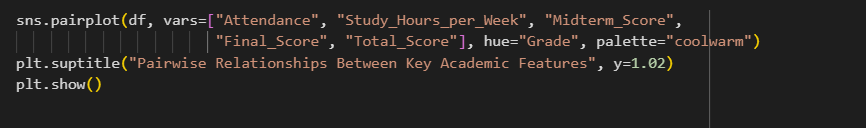 sns.pairplot(df, vars=["Attendance", "Study_Hours_per_Week", "Midterm_Score",
"Final_Score", "Total_Score"], hue="Grade", palette="coolwarm")
plt.suptitle("Pairwise Relationships Between Key Academic Features", y=1.02)
plt.show()